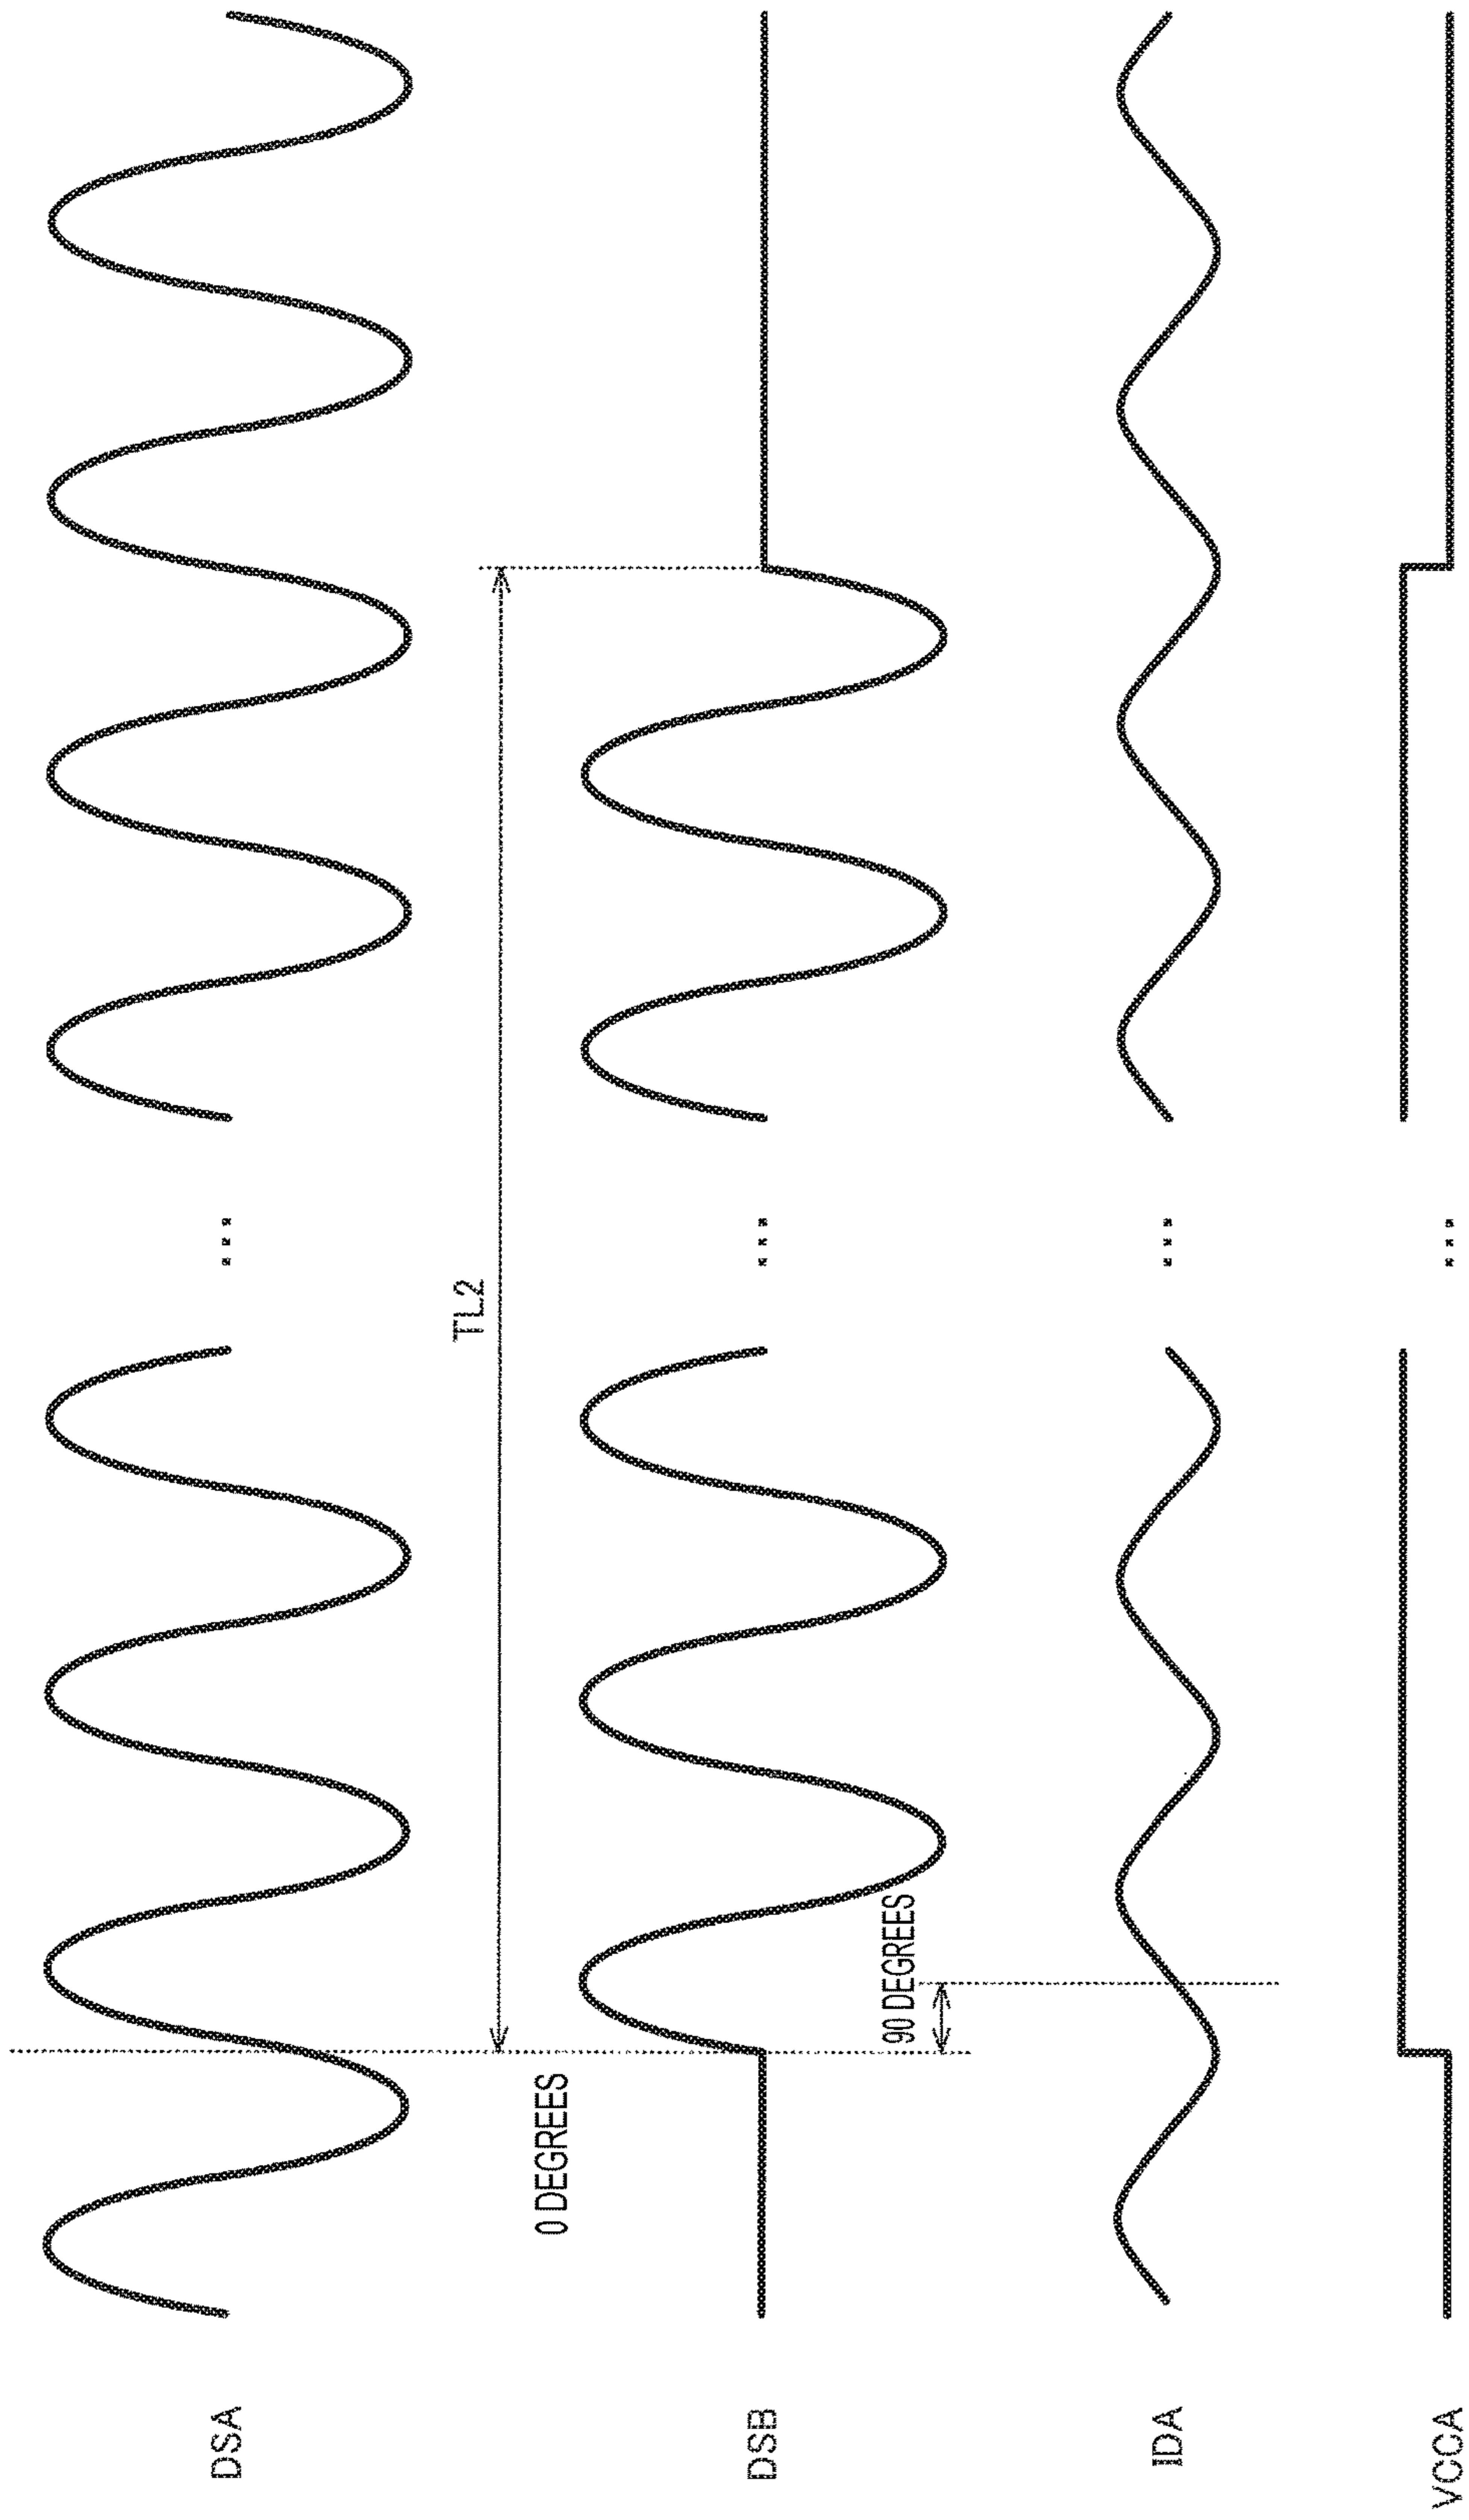 DSA
TL2
0 DEGREES
DSB
90 DEGREES
IDA
VCCA